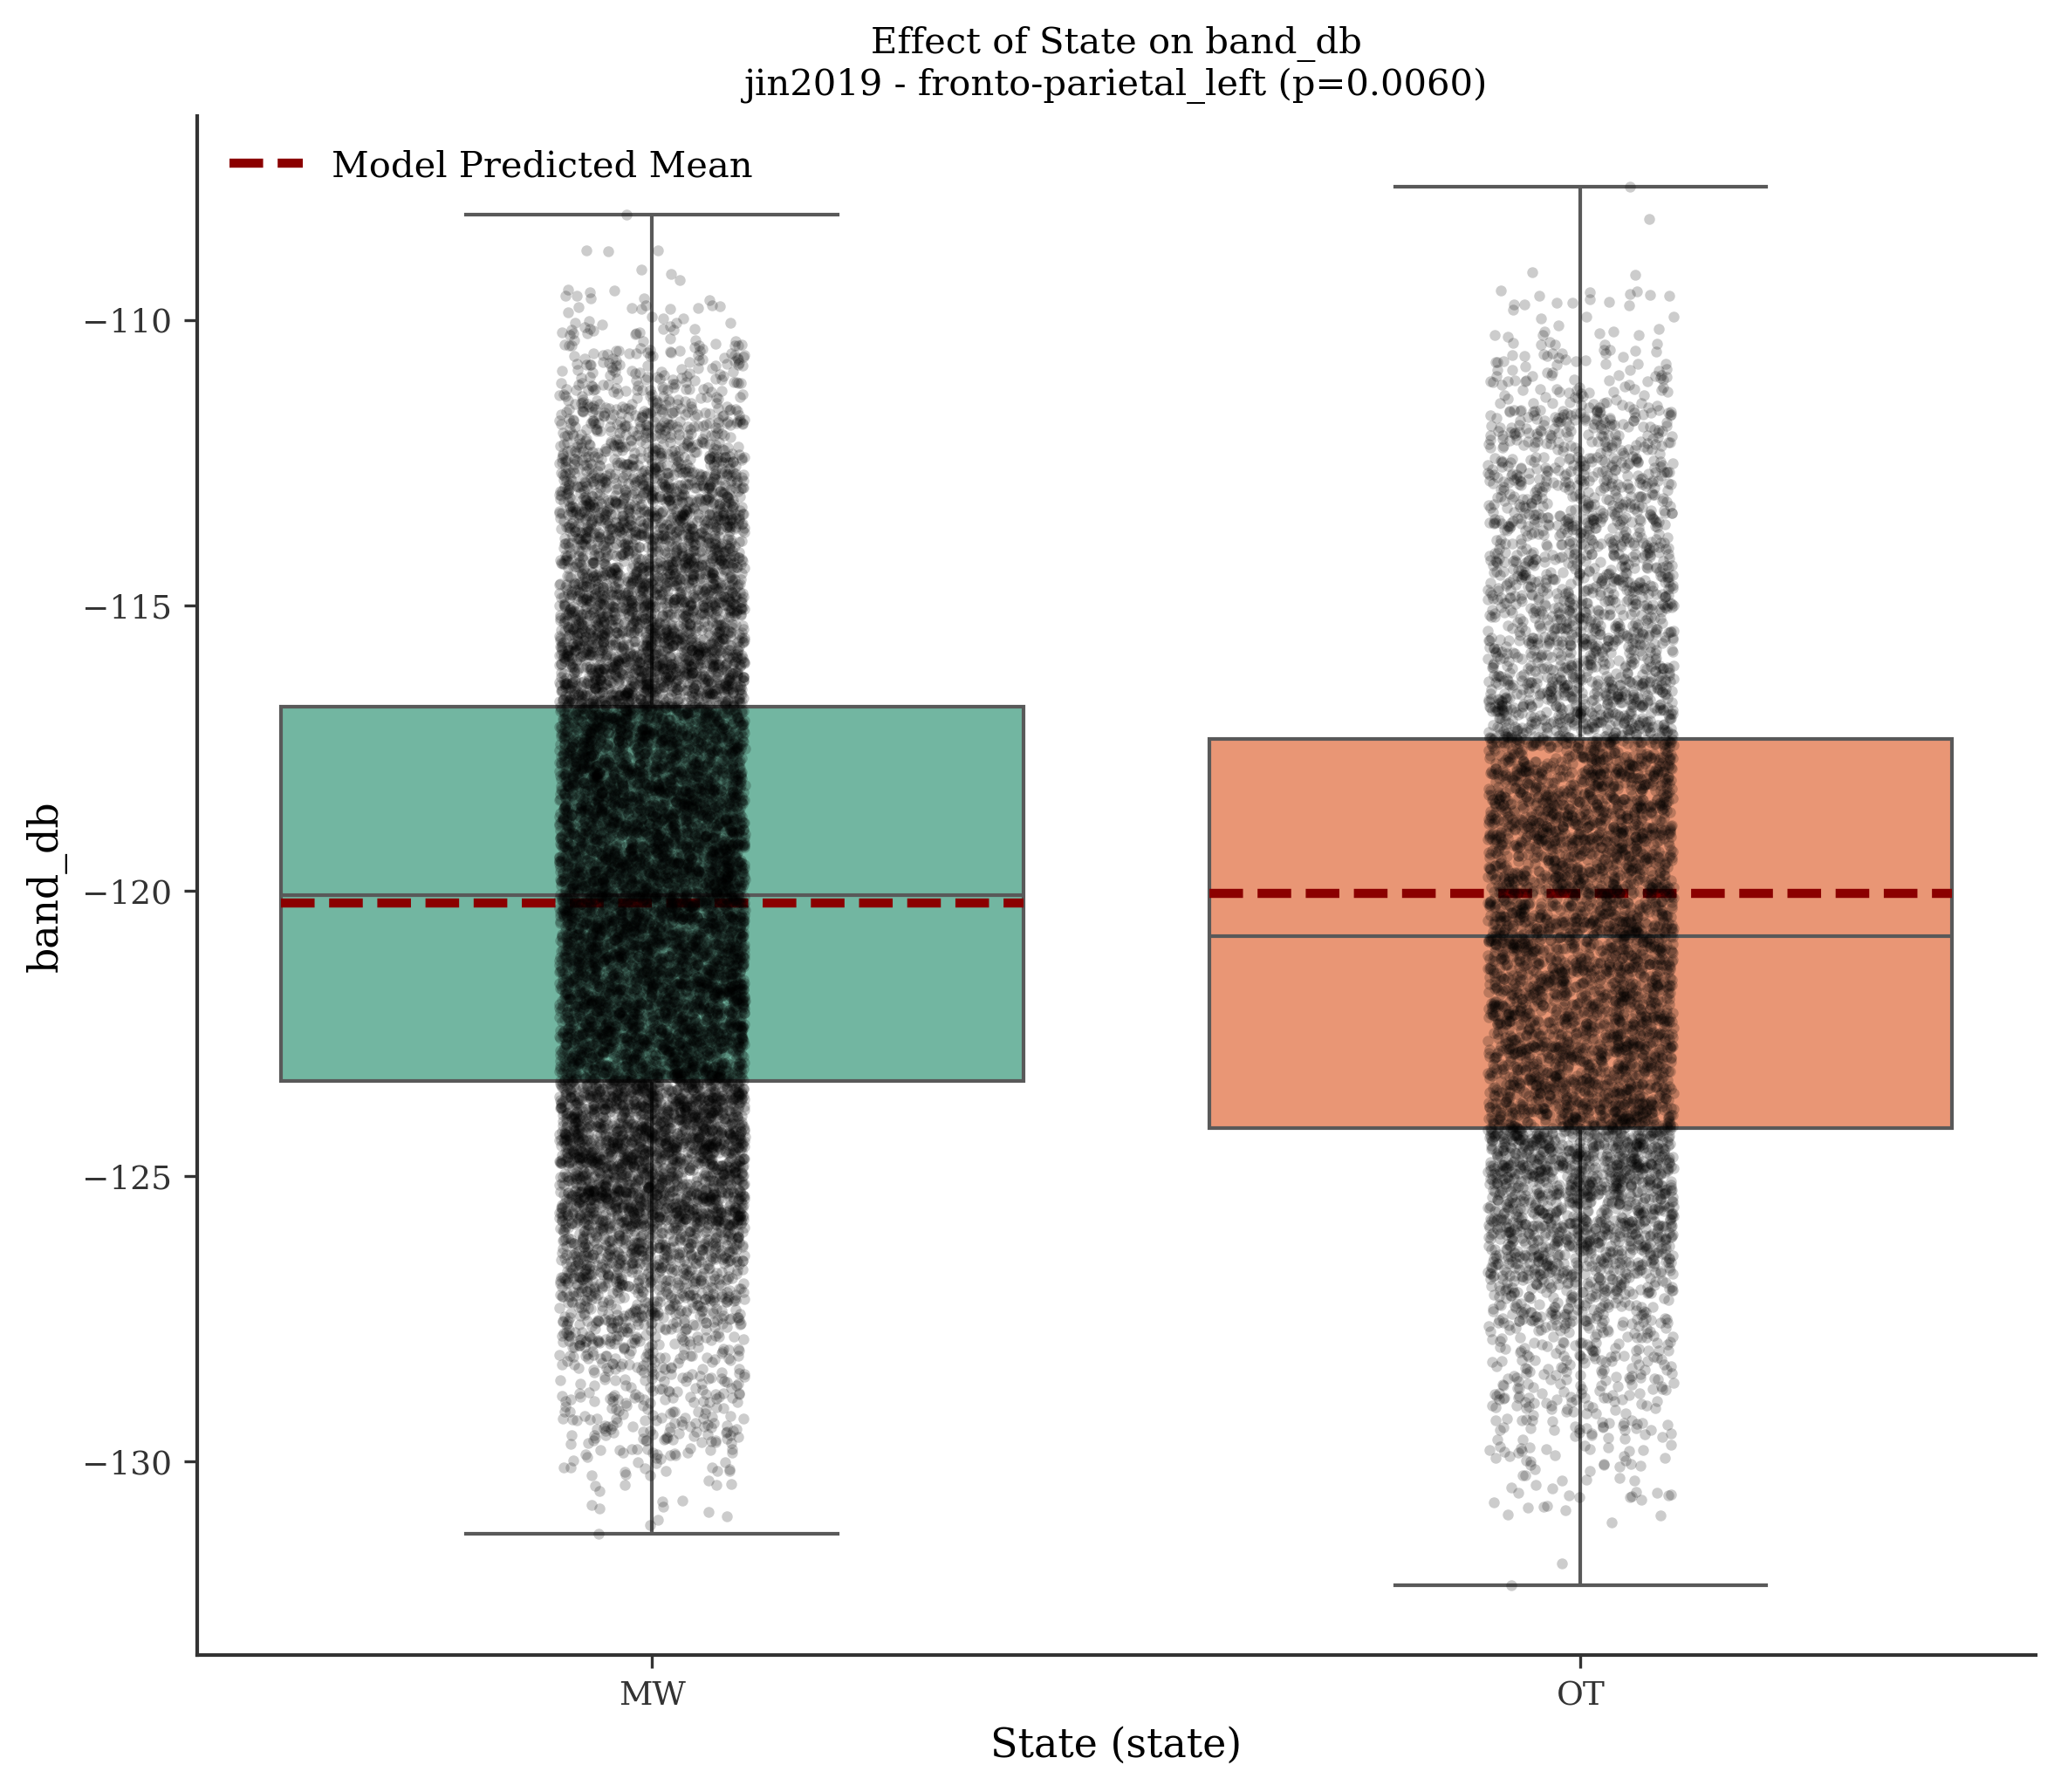 Effect of State on band_db
jin2019 - fronto-parietal_left (p=0.0060)
Model Predicted Mean
−110
−115
−120
−125
−130
band_db
MW
OT
State (state)